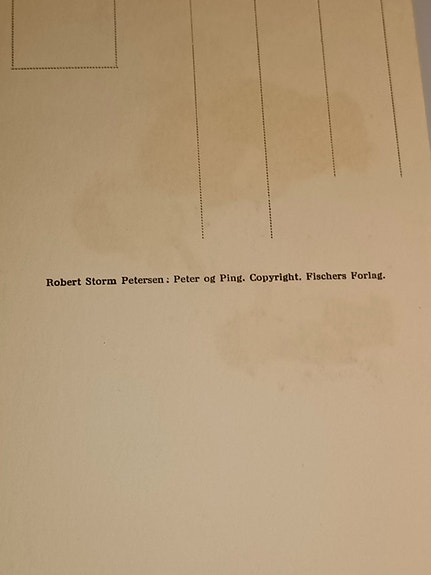 Robert Storm Petersen: Peter og Ping. Copyright. Fischers Forlag.